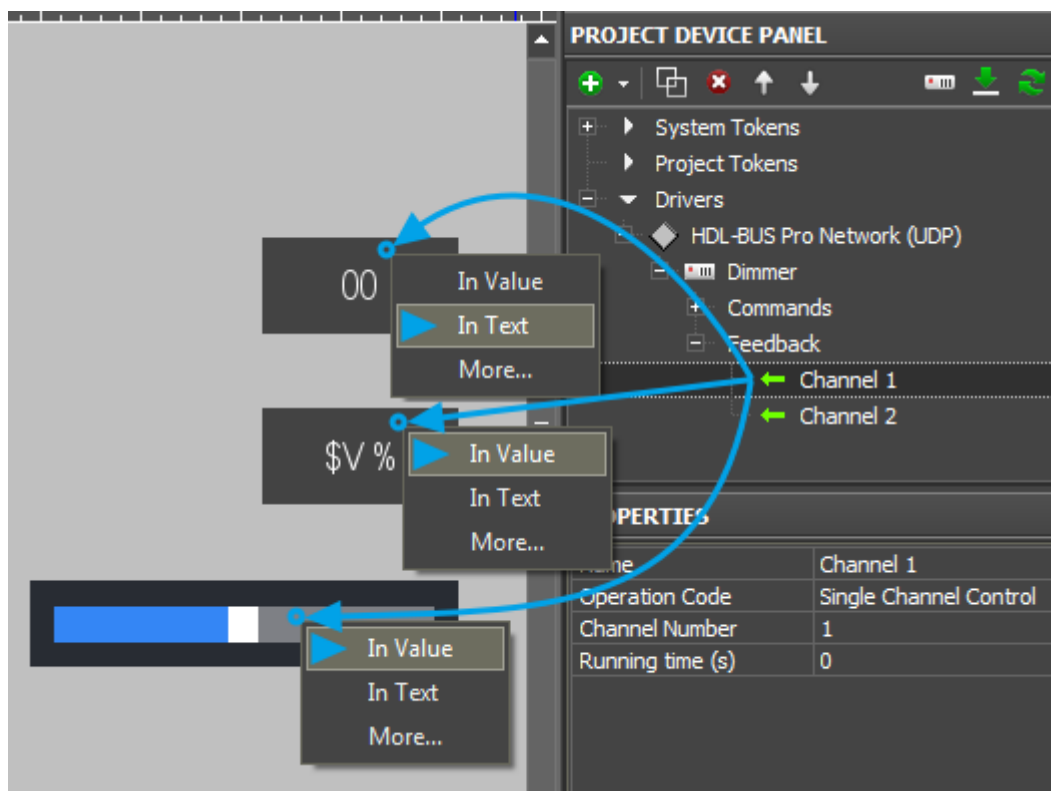 PROJECT DEVICE PANEL
System Tokens
Project Tokens
Drivers
HDL-BUS Pro Network (UDP)
Dimmer
Commands
Feedback
Channel 1
Channel 2
00
In Value
In Text
More...
$V %
In Value
In Text
More...
In Value
In Text
More...
PERTIES
Name Channel 1
Operation Code Single Channel Control
Channel Number 1
Running time (s) 0